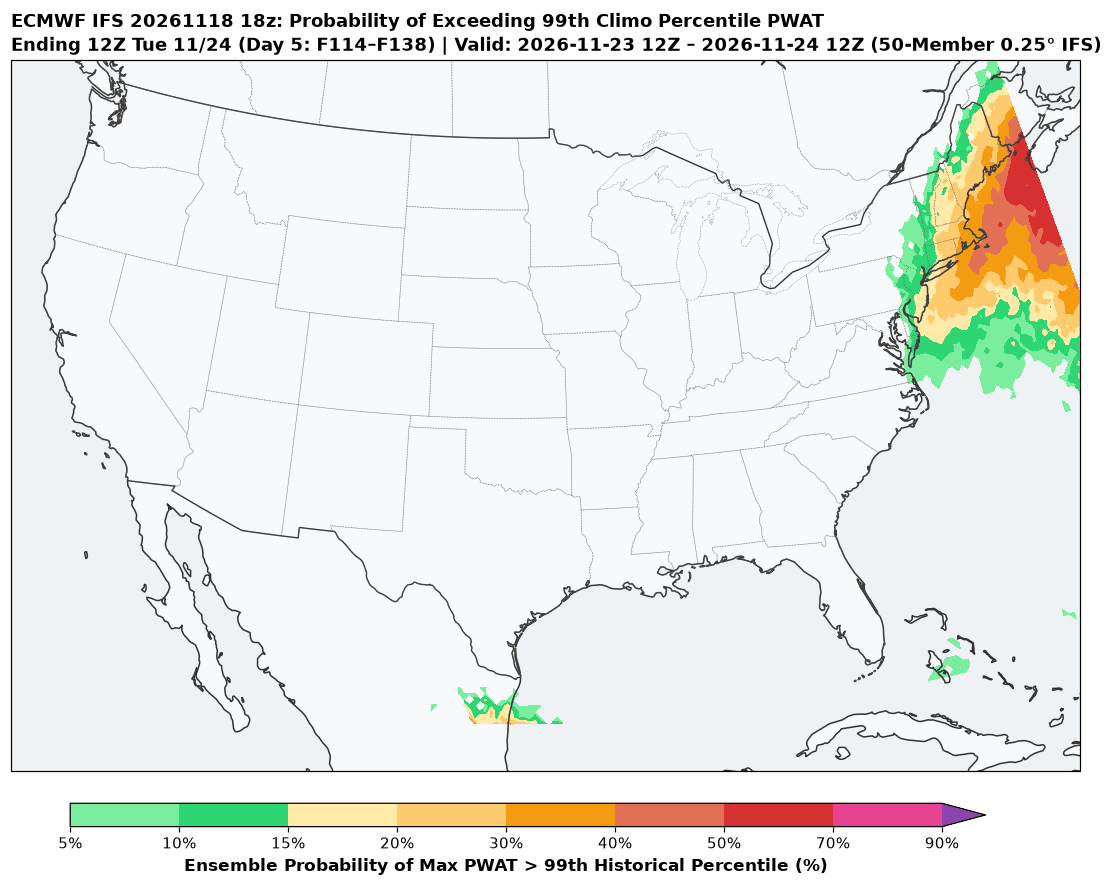 ECMWF IFS 20261118 18z: Probability of Exceeding 99th Climo Percentile PWAT
Ending 12Z Tue 11/24 (Day 5: F114–F138) | Valid: 2026-11-23 12Z – 2026-11-24 12Z (50-Member 0.25° IFS)
5% 10% 15% 20% 30% 40% 50% 70% 90%
Ensemble Probability of Max PWAT > 99th Historical Percentile (%)